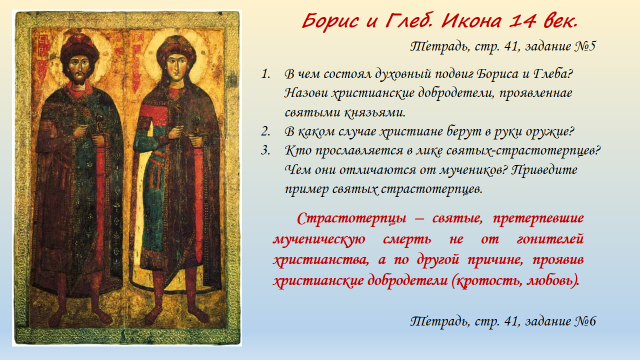 Борис и Глеб. Икона 14 век.
Тетрадь, стр. 41, задание №5
1. В чем состоял духовный подвиг Бориса и Глеба?
Назови христианские добродетели, проявленнае
святыми князьями.
2. В каком случае христиане берут в руки оружие?
3. Кто прославляется в лике святых-страстотерпцев?
Чем они отличаются от мучеников? Приведите
пример святых страстотерпцев.
Страстотерпцы – святые, претерпевшие
мученическую смерть не от гонителей
христианства, а по другой причине, проявив
христианские добродетели (кротость, любовь).
Тетрадь, стр. 41, задание №6